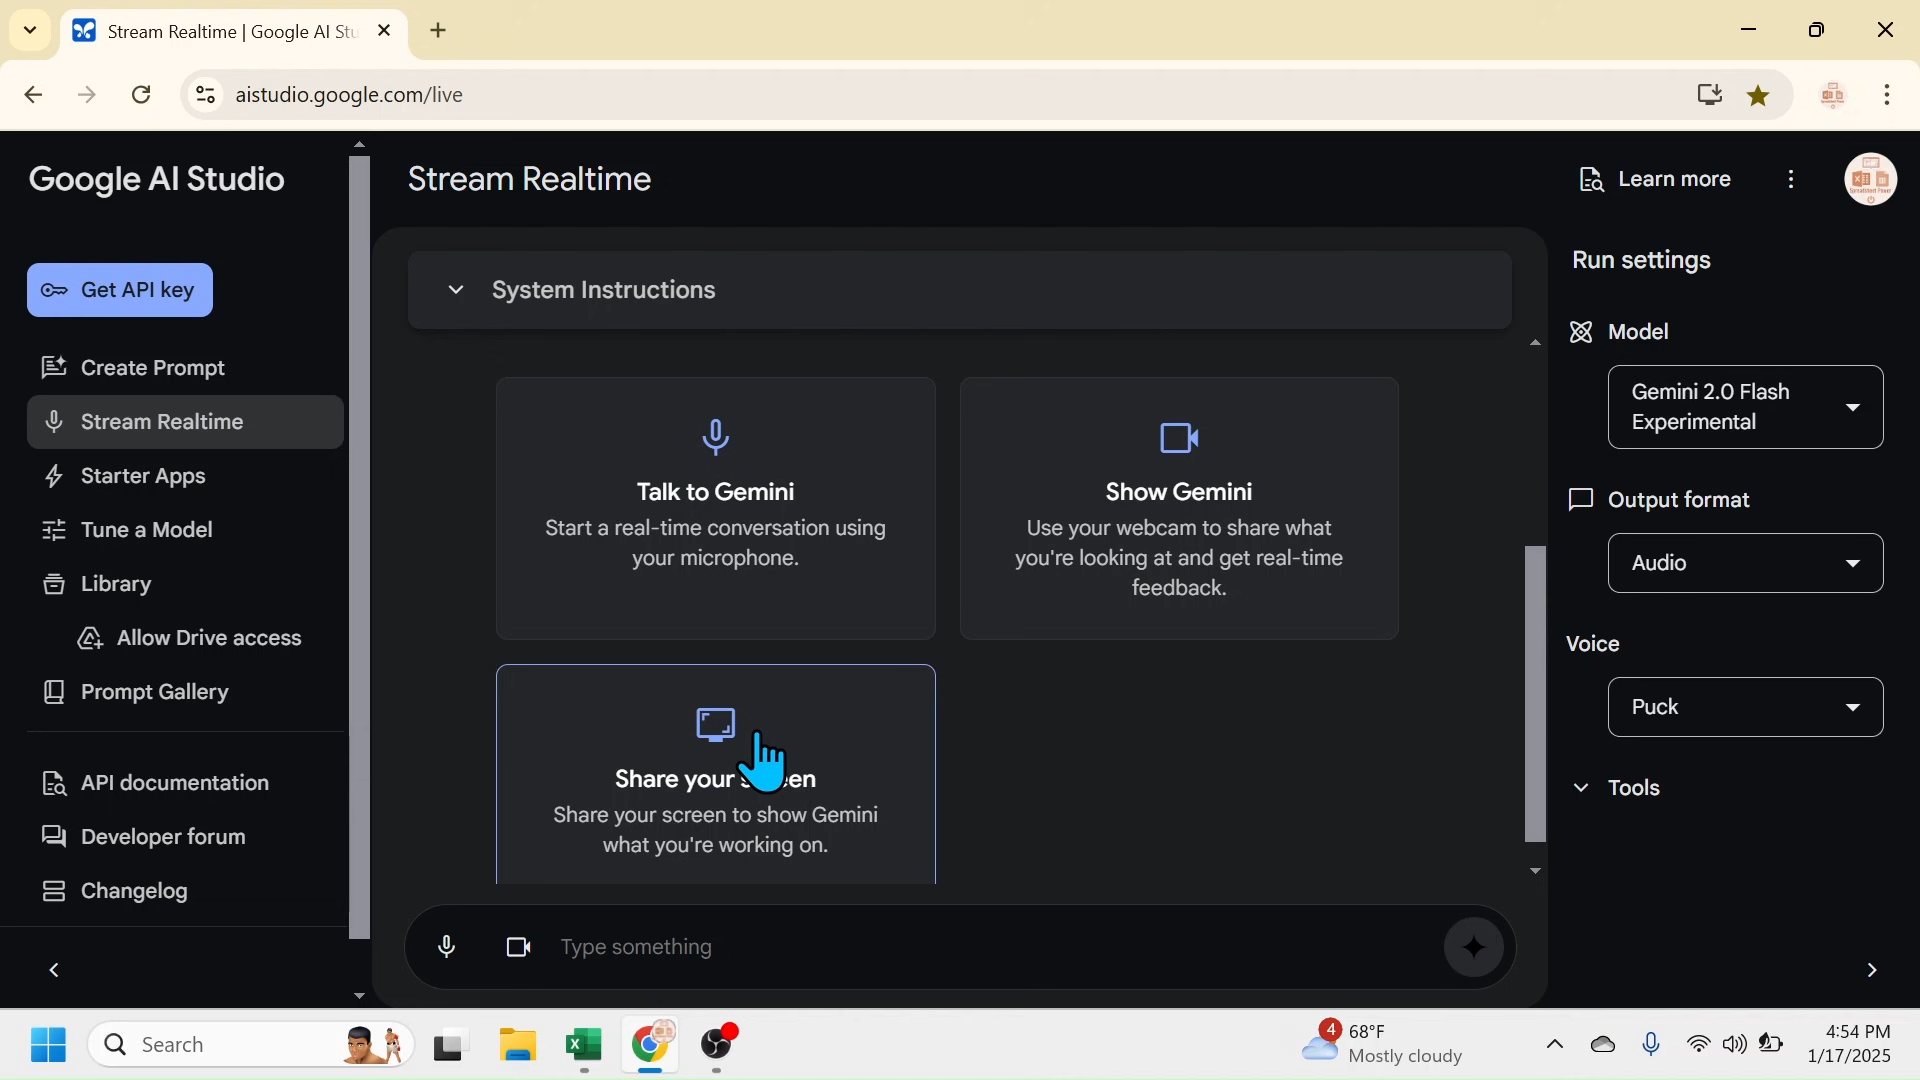 Stream Realtime | Google AI Stu
aistudio.google.com/live
Google AI Studio
Get API key
Create Prompt
Stream Realtime
Starter Apps
Tune a Model
Library
Allow Drive access
Prompt Gallery
API documentation
Developer forum
Changelog
Stream Realtime
Learn more
System Instructions
Talk to Gemini
Start a real-time conversation using
your microphone.
Show Gemini
Use your webcam to share what
you're looking at and get real-time
feedback.
Share your
Share your screen to show Gemini
what you're working on.
Type something
Run settings
Model
Gemini 2.0 Flash
Experimental
Output format
Audio
Voice
Puck
Tools
Search
4
68°F
Mostly cloudy
4:54 PM
1/17/2025